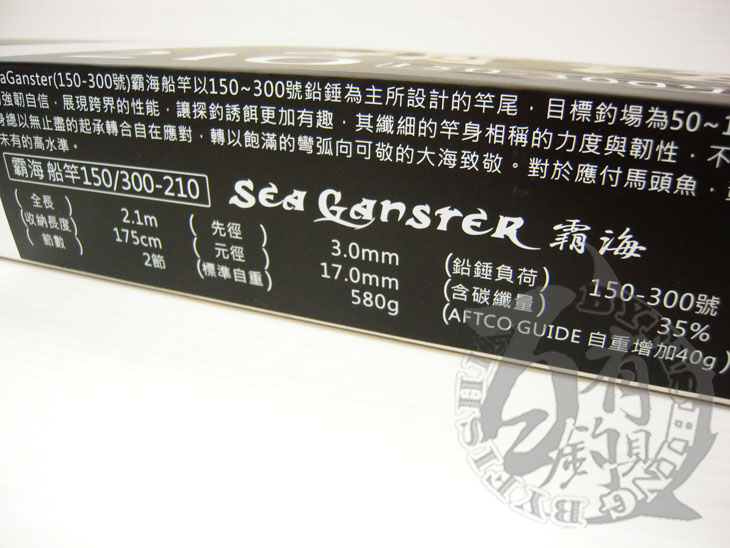 aGanster(150-300號)霸海船竿以150~300號鉛錘為主所設計的竿尾，目標釣場為50~1
強韌自信，展現跨界的性能，讓探釣誘餌更加有趣，其纖細的竿身相稱的力度與韌性，不
身總以無止盡的起承轉合自在應對，轉以飽滿的彎弧向可敬的大海致敬。對於應付馬頭魚，
未有的高水準。
霸海 船竿150/300-210 SEA GANSTER 霸海
(全長) 2.1m (先徑) 3.0mm (鉛錘負荷) 150-300號
(收納長度) 175cm (元徑) 17.0mm (含碳纖量) 35%
(節數) 2節 (標準自重) 580g (AFTCO GUIDE 自重增加40g)
百有釣具